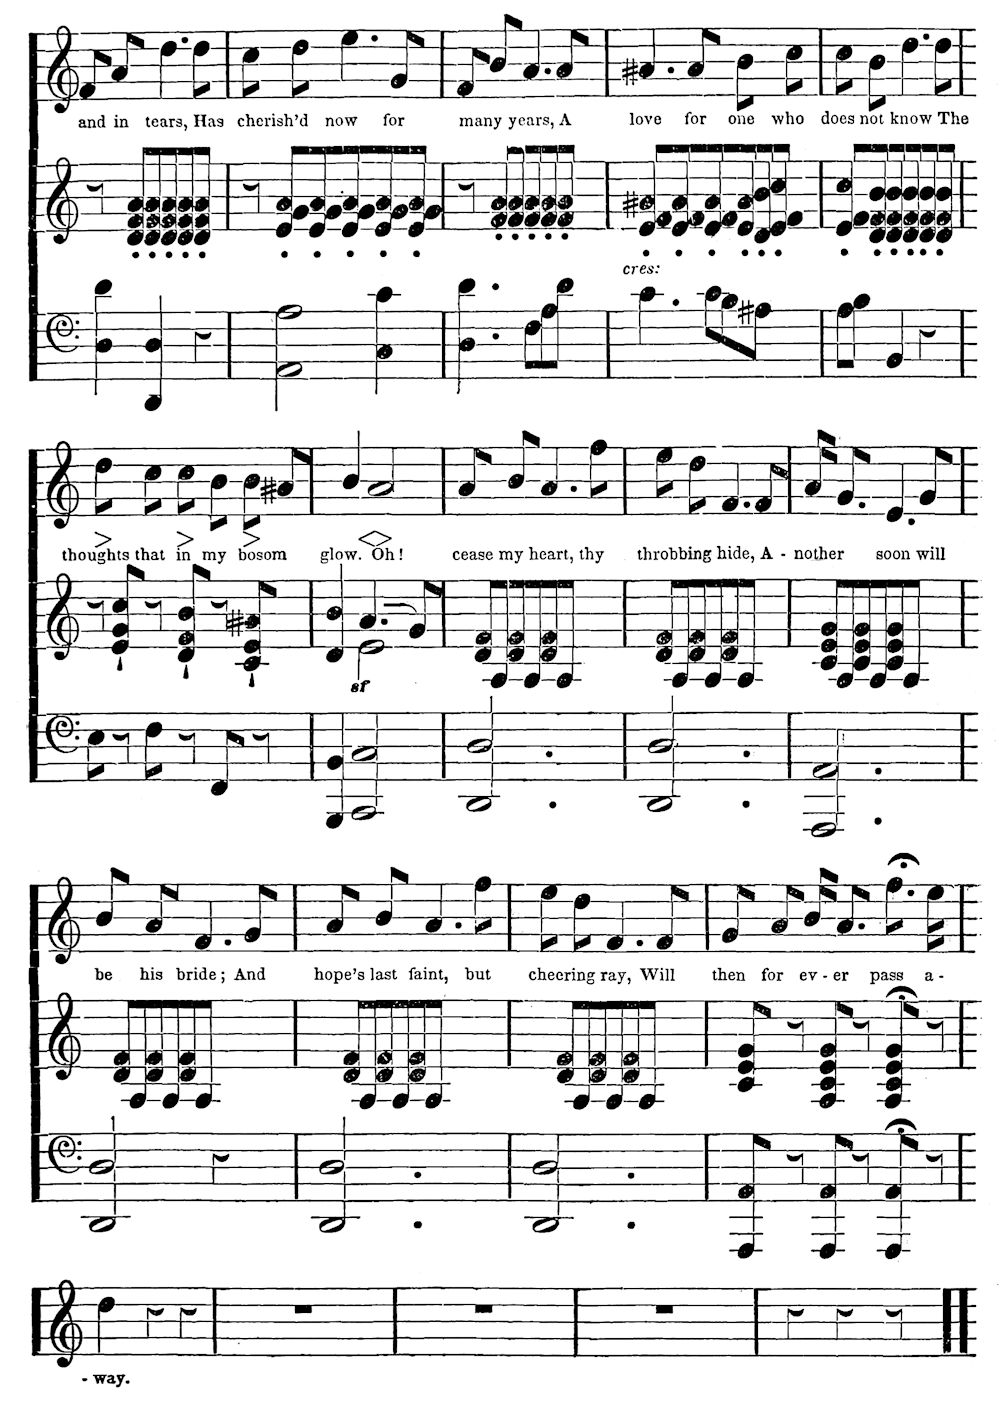 and in tears, Has cherish'd now for many years, A love for one who does not know The
cres:
thoughts that in my bosom glow. Oh! cease my heart, thy throbbing hide, A - nother soon will
sf
be his bride; And hope's last faint, but cheering ray, Will then for ev - er pass a -
- way.